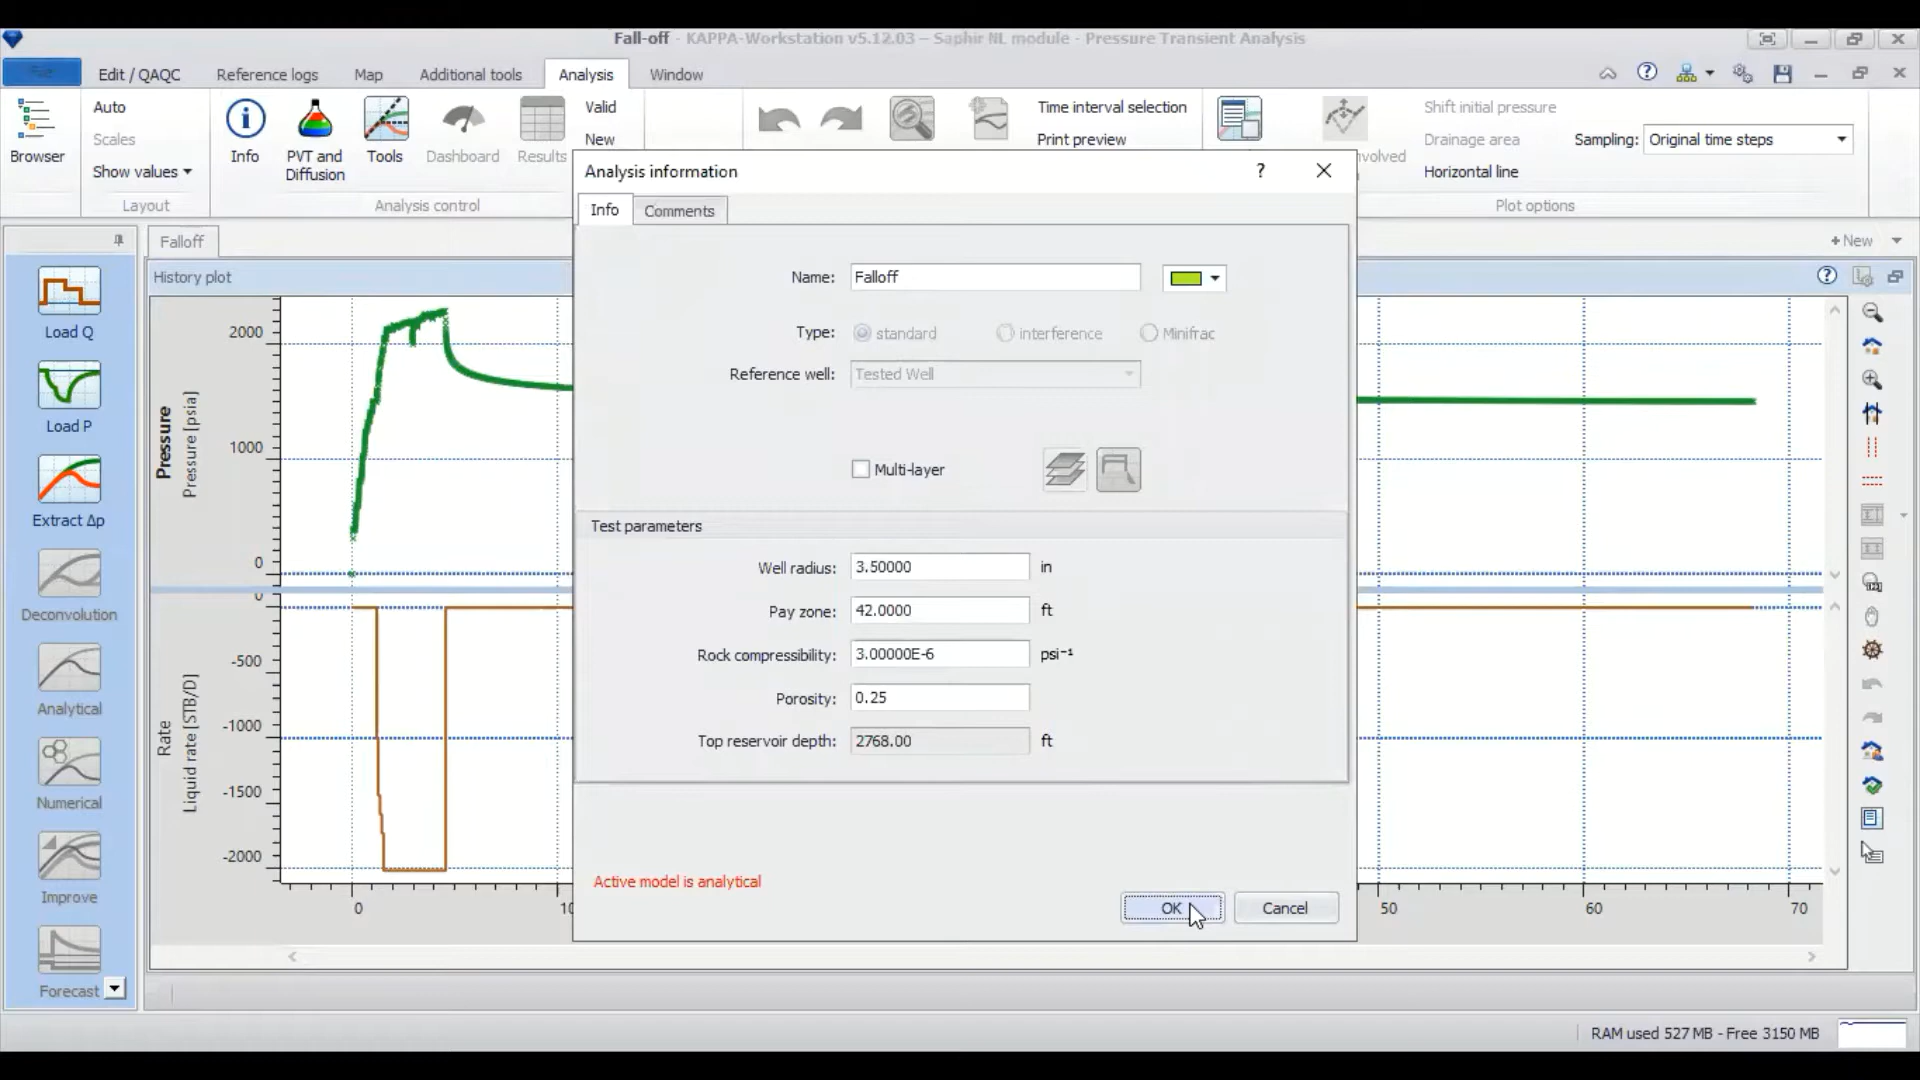 Fall-off - KAPPA-Workstation v5.12.03 – Saphir NL module - Pressure Transient Analysis
File
Edit / QAQC
Reference logs
Map
Additional tools
Analysis
Window
Browser
Auto
Scales
Show values
Layout
Info
PVT and
Diffusion
Tools
Dashboard
Results
Analysis control
Valid
New
Time interval selection
Print preview
Shift initial pressure
Drainage area
Horizontal line
Sampling:
Original time steps
Plot options
Falloff
+ New
History plot
Load Q
Load P
Extract Δp
Deconvolution
Analytical
Numerical
Improve
Forecast
Pressure
Pressure [psia]
2000
1000
0
Rate
Liquid rate [STB/D]
0
-500
-1000
-1500
-2000
0
10
50
60
70
Analysis information
?
Info
Comments
Name:
Falloff
Type:
standard
interference
Minifrac
Reference well:
Tested Well
Multi-layer
Test parameters
Well radius:
3.50000
in
Pay zone:
42.0000
ft
Rock compressibility:
3.00000E-6
psi⁻¹
Porosity:
0.25
Top reservoir depth:
2768.00
ft
Active model is analytical
OK
Cancel
RAM used 527 MB - Free 3150 MB